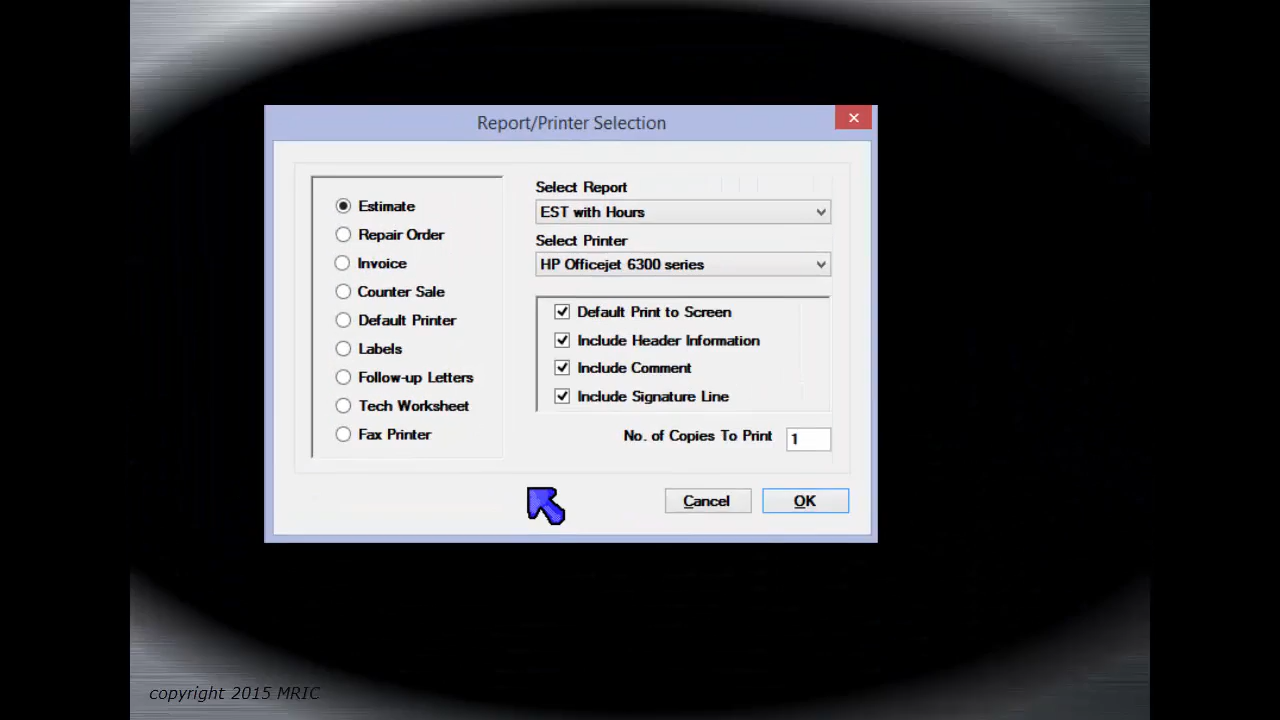 Report/Printer Selection
Estimate
Repair Order
Invoice
Counter Sale
Default Printer
Labels
Follow-up Letters
Tech Worksheet
Fax Printer
Select Report
EST with Hours
Select Printer
HP Officejet 6300 series
Default Print to Screen
Include Header Information
Include Comment
Include Signature Line
No. of Copies To Print 1
Cancel OK
copyright 2015 MRIC